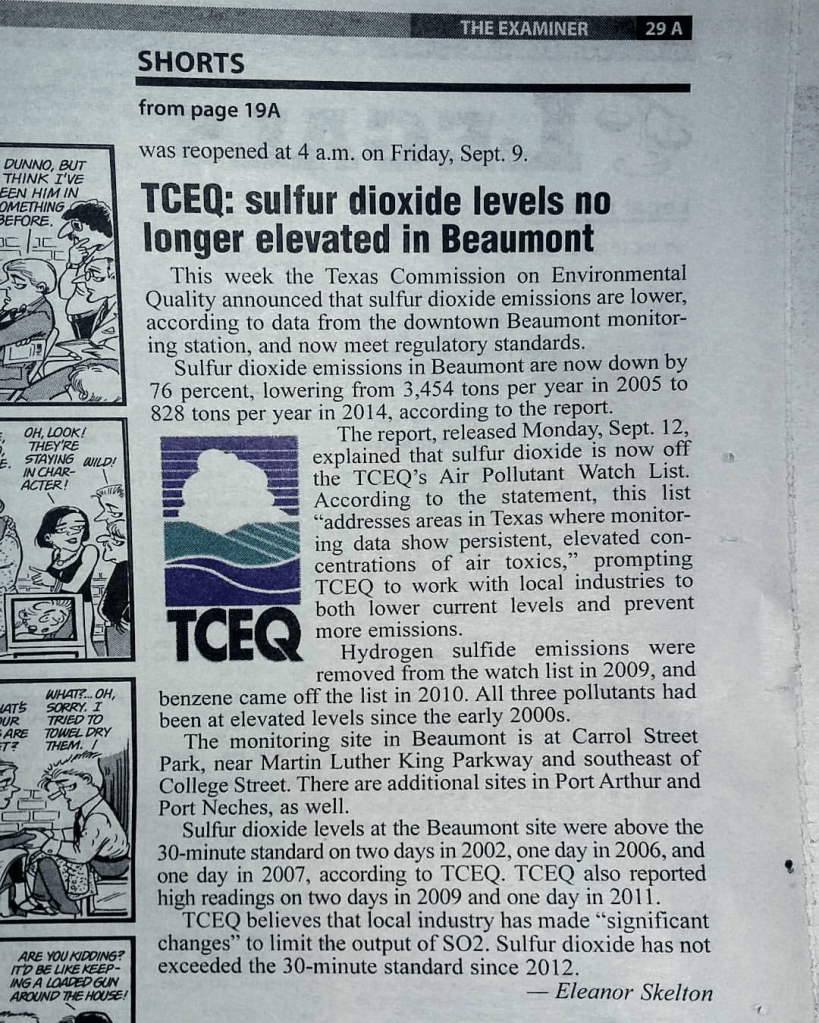 THE EXAMINER 29 A
SHORTS
from page 19A
was reopened at 4 a.m. on Friday, Sept. 9.
TCEQ: sulfur dioxide levels no
longer elevated in Beaumont
This week the Texas Commission on Environmental
Quality announced that sulfur dioxide emissions are lower,
according to data from the downtown Beaumont monitor-
ing station, and now meet regulatory standards.
Sulfur dioxide emissions in Beaumont are now down by
76 percent, lowering from 3,454 tons per year in 2005 to
828 tons per year in 2014, according to the report.
The report, released Monday, Sept. 12,
explained that sulfur dioxide is now off
the TCEQ's Air Pollutant Watch List.
According to the statement, this list
“addresses areas in Texas where monitor-
ing data show persistent, elevated con-
centrations of air toxics,” prompting
TCEQ to work with local industries to
both lower current levels and prevent
more emissions.
TCEQ
Hydrogen sulfide emissions were
removed from the watch list in 2009, and
benzene came off the list in 2010. All three pollutants had
been at elevated levels since the early 2000s.
The monitoring site in Beaumont is at Carrol Street
Park, near Martin Luther King Parkway and southeast of
College Street. There are additional sites in Port Arthur and
Port Neches, as well.
Sulfur dioxide levels at the Beaumont site were above the
30-minute standard on two days in 2002, one day in 2006, and
one day in 2007, according to TCEQ. TCEQ also reported
high readings on two days in 2009 and one day in 2011.
TCEQ believes that local industry has made “significant
changes” to limit the output of SO2. Sulfur dioxide has not
exceeded the 30-minute standard since 2012.
— Eleanor Skelton
DUNNO, BUT
THINK I'VE
EEN HIM IN
OMETHING
BEFORE.
OH, LOOK!
THEY'RE
STAYING
IN CHAR-
ACTER!
WILD!
WHAT?... OH,
SORRY. I
TRIED TO
TOWEL DRY
THEM. !
ARE YOU KIDDING?
IT'D BE LIKE KEEP-
ING A LOADED GUN
AROUND THE HOUSE!